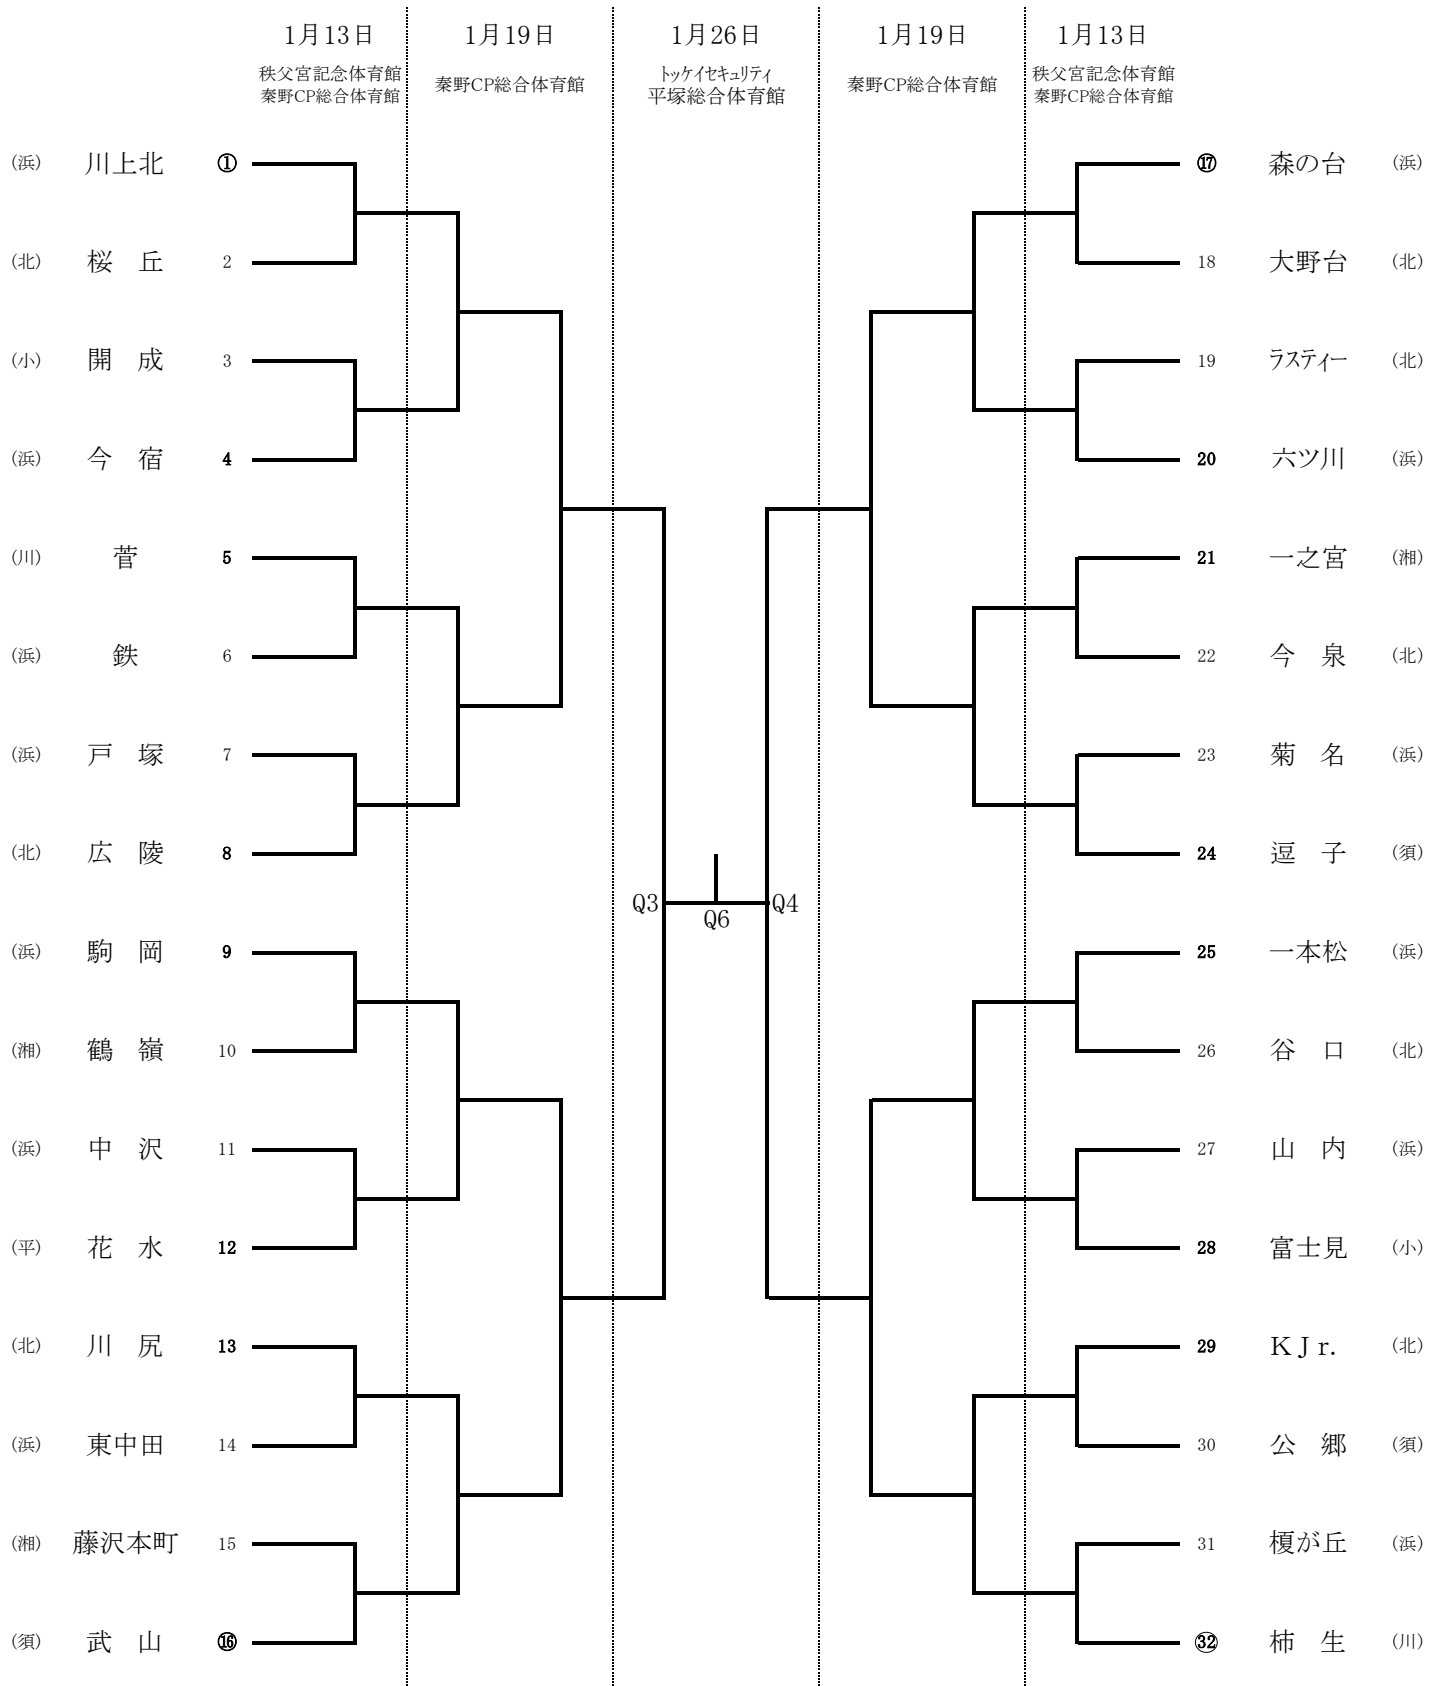 1月13日 1月19日 1月26日 1月19日 1月13日
秩父宮記念体育館 トッケイセキュリティ 秩父宮記念体育館
秦野CP総合体育館 秦野CP総合体育館 平塚総合体育館 秦野CP総合体育館 秦野CP総合体育館
(浜) 川上北 ① ⑰ 森の台 (浜)
(北) 桜 丘 2 18 大野台 (北)
(小) 開 成 3 19 ラスティー (北)
(浜) 今 宿 4 20 六ツ川 (浜)
(川) 菅 5 21 一之宮 (湘)
(浜) 鉄 6 22 今 泉 (北)
(浜) 戸 塚 7 23 菊 名 (浜)
(北) 広 陵 8 24 逗 子 (須)
Q3 Q4
Q6
(浜) 駒 岡 9 25 一本松 (浜)
(湘) 鶴 嶺 10 26 谷 口 (北)
(浜) 中 沢 11 27 山 内 (浜)
(平) 花 水 12 28 富士見 (小)
(北) 川 尻 13 29 KJr. (北)
(浜) 東中田 14 30 公 郷 (須)
(湘) 藤沢本町 15 31 榎が丘 (浜)
(須) 武 山 ⑯ ㉜ 柿 生 (川)